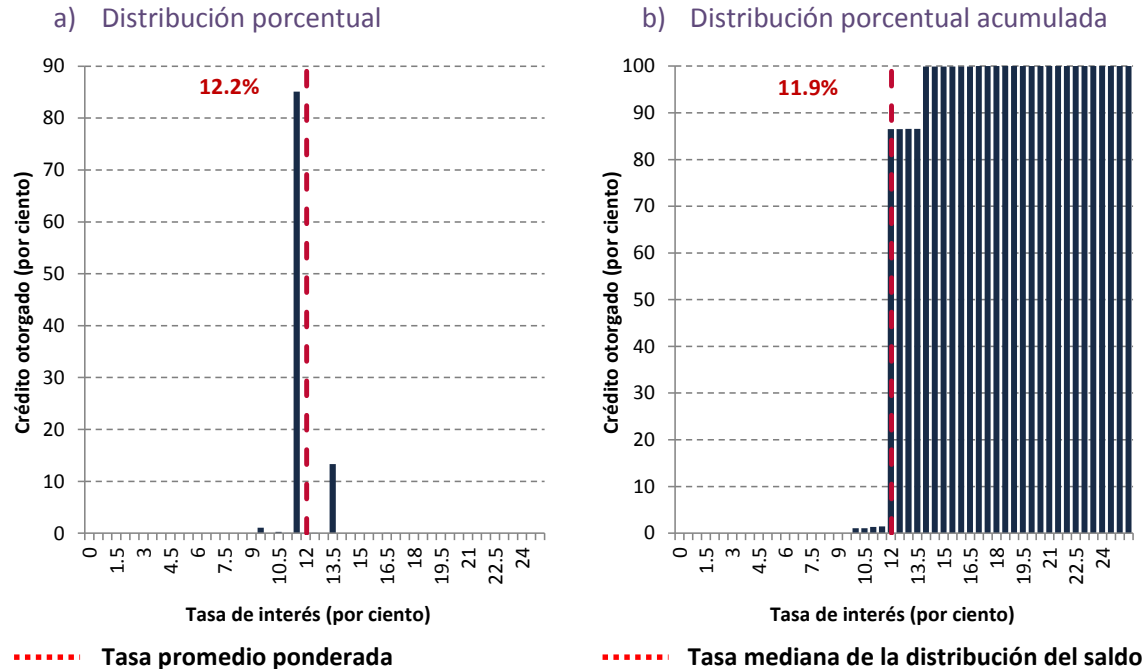 a) Distribución porcentual
90
80
70
60
50
40
30
20
10
0
12.2%
Crédito otorgado (por ciento)
0 1.5 3 4.5 6 7.5 9 10.5 12 13.5 15 16.5 18 19.5 21 22.5 24
Tasa de interés (por ciento)
Tasa promedio ponderada
b) Distribución porcentual acumulada
100
90
80
70
60
50
40
30
20
10
0
11.9%
Crédito otorgado (por ciento)
0 1.5 3 4.5 6 7.5 9 10.5 12 13.5 15 16.5 18 19.5 21 22.5 24
Tasa de interés (por ciento)
Tasa mediana de la distribución del saldo